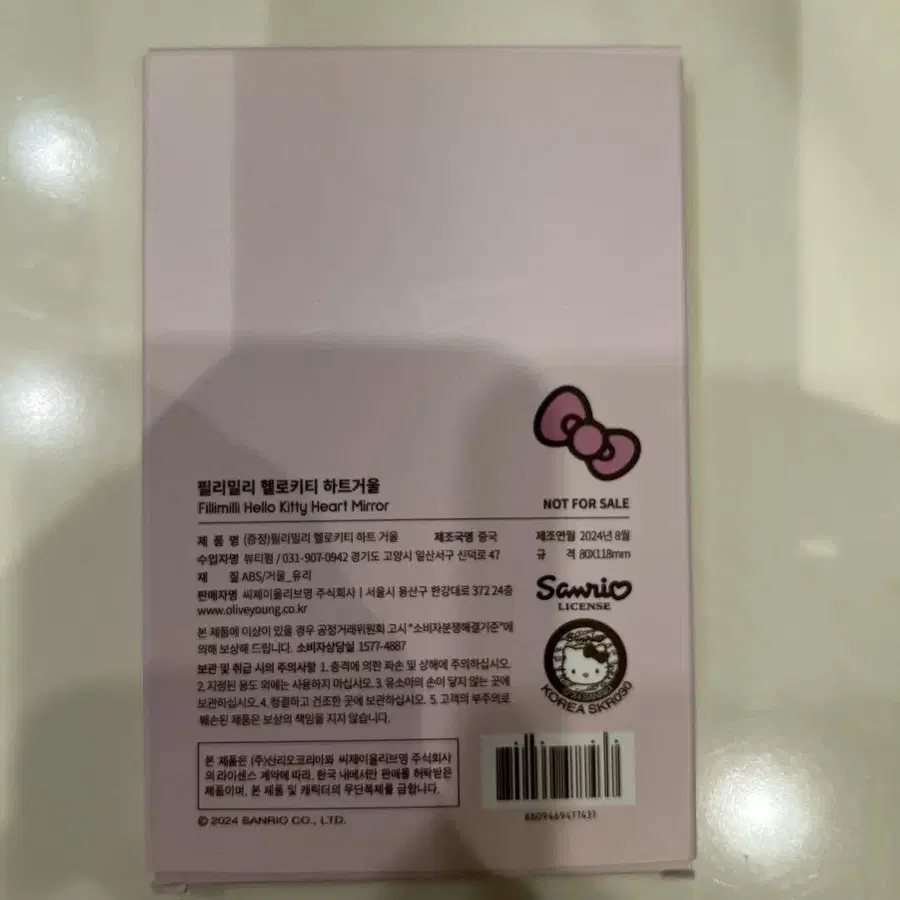 필리밀리 헬로키티 하트거울
Fillimilli Hello Kitty Heart Mirror
NOT FOR SALE
제 품 명 (증정)필리밀리 헬로키티 하트 거울 제조국명 중국 제조연월 2024년 8월
수입자명 뷰티펌 / 031-907-0942 경기도 고양시 일산서구 신덕로 47 규 격 80X118mm
재 질 ABS/거울_유리
판매자명 씨제이올리브영 주식회사 | 서울시 용산구 한강대로 372 24층
www.oliveyoung.co.kr
본 제품에 이상이 있을 경우 공정거래위원회 고시 "소비자분쟁해결기준"에
의해 보상해 드립니다. 소비자상담실 1577-4887
보관 및 취급 시의 주의사항 1. 충격에 의한 파손 및 상해에 주의하십시오.
2. 지정된 용도 외에는 사용하지 마십시오. 3. 유소아의 손이 닿지 않는 곳에
보관하십시오. 4. 청결하고 건조한 곳에 보관하십시오. 5. 고객의 부주의로
훼손된 제품은 보상의 책임을 지지 않습니다.
Sanrio
LICENSE
KOREA SKR030
본 제품은 (주)산리오코리아와 씨제이올리브영 주식회사
의 라이센스 계약에 따라, 한국 내에서만 판매를 허락받은
제품이며, 본 제품 및 캐릭터의 무단복제를 금합니다.
ⓒ 2024 SANRIO CO., LTD.
8809469477437